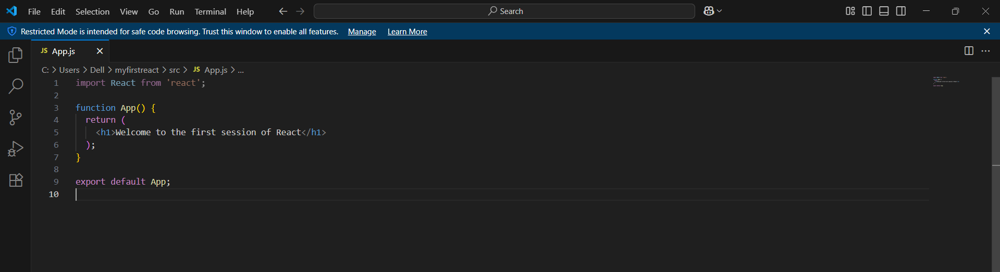 File Edit Selection View Go Run Terminal Help Search
Restricted Mode is intended for safe code browsing. Trust this window to enable all features. Manage Learn More
JS App.js
C: > Users > Dell > myfirstreact > src > JS App.js > ...
1 import React from 'react';
2
3 function App() {
4 return (
5 <h1>Welcome to the first session of React</h1>
6 );
7 }
8
9 export default App;
10